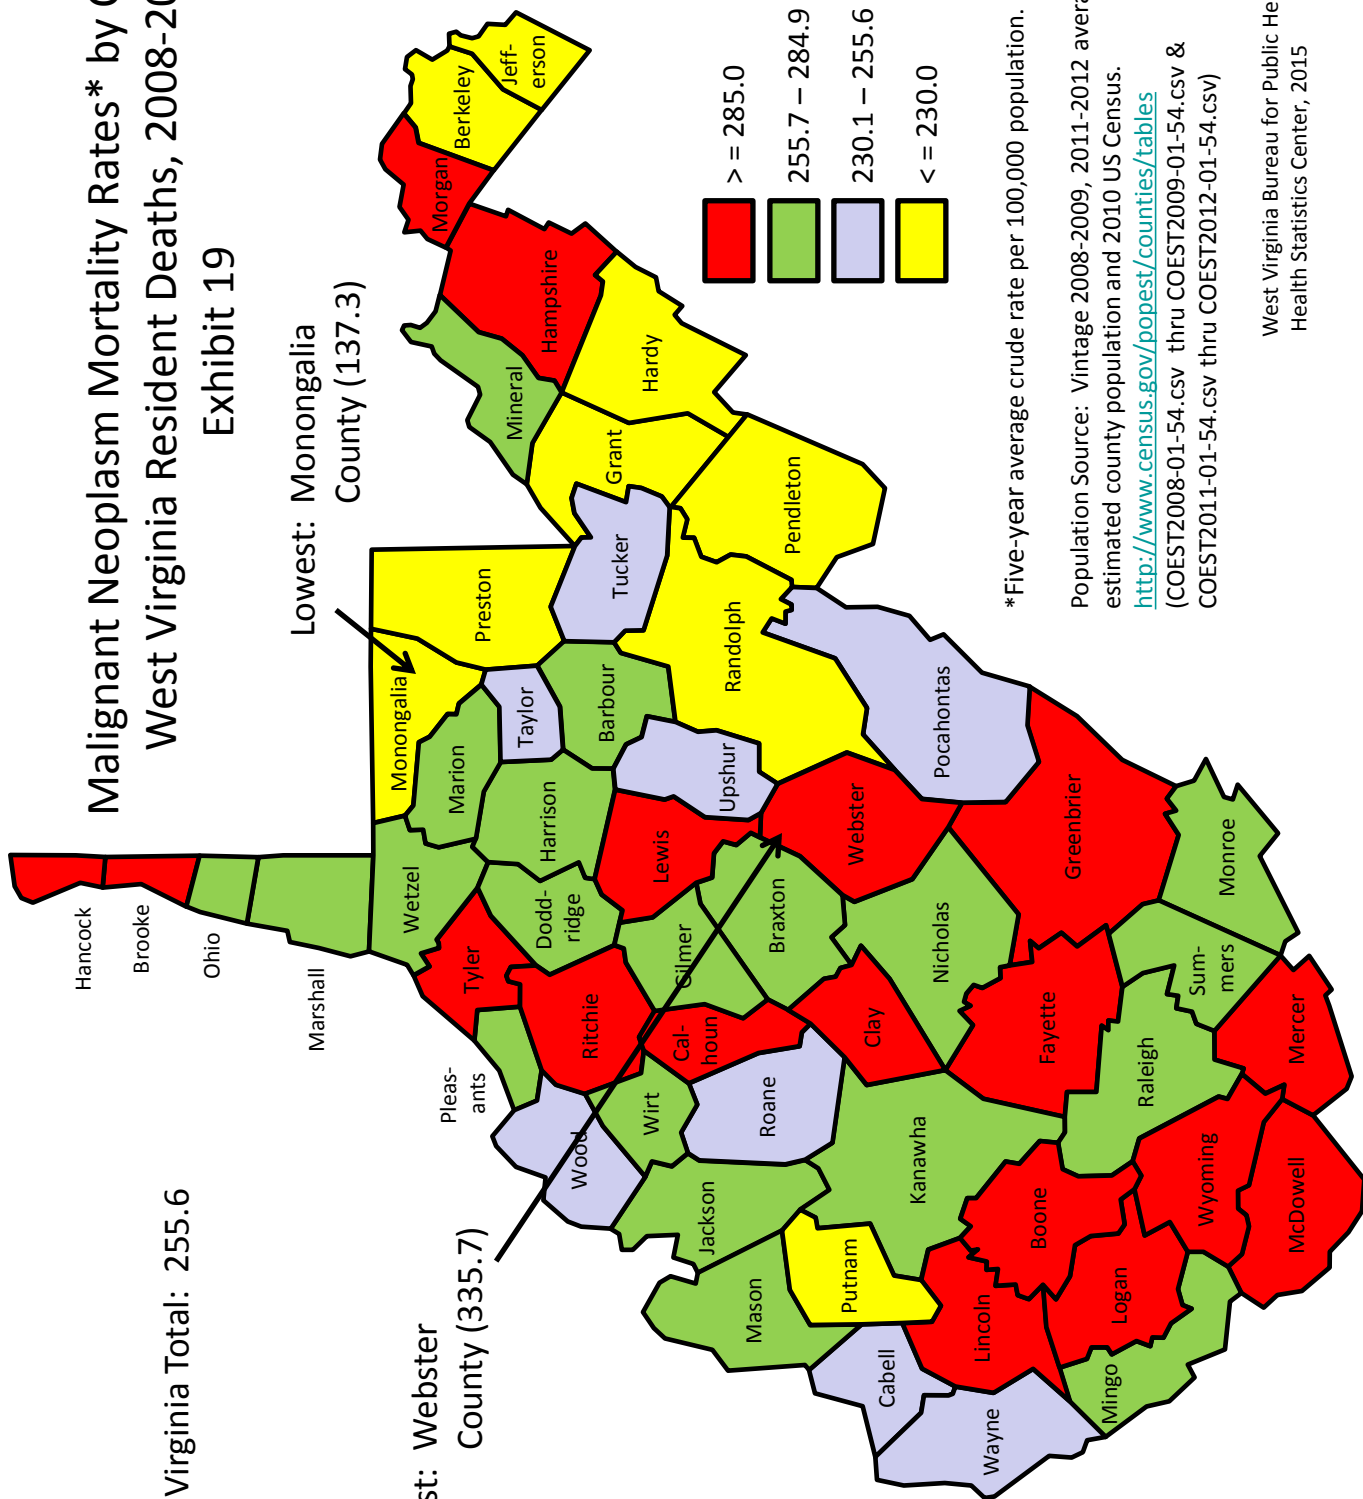 Malignant Neoplasm Mortality Rates* by
West Virginia Resident Deaths, 2008-20
Exhibit 19
Virginia Total: 255.6
Lowest: Monongalia
County (137.3)
Webster
County (335.7)
Hancock
Brooke
Ohio
Marshall
Wetzel
Monongalia
Marion
Preston
Taylor
Tyler
Pleas-
ants
Dodd-
ridge
Harrison
Barbour
Tucker
Mineral
Grant
Hardy
Hampshire
Morgan
Berkeley
Jeff-
erson
Wood
Ritchie
Wirt
Cal-
houn
Gilmer
Lewis
Upshur
Randolph
Pendleton
Jackson
Roane
Braxton
Webster
Pocahontas
Mason
Putnam
Kanawha
Clay
Nicholas
Greenbrier
Cabell
Wayne
Lincoln
Boone
Fayette
Mingo
Logan
Raleigh
Sum-
mers
Monroe
Wyoming
McDowell
Mercer
> = 285.0
255.7 – 284.9
230.1 – 255.6
< = 230.0
*Five-year average crude rate per 100,000 population.
Population Source: Vintage 2008-2009, 2011-2012
estimated county population and 2010 US Census.
http://www.census.gov/popest/counties/tables
(COEST2008-01-54.csv thru COEST2009-01-54.csv &
COEST2011-01-54.csv thru COEST2012-01-54.csv)
West Virginia Bureau for Public
Health Statistics Center, 2015